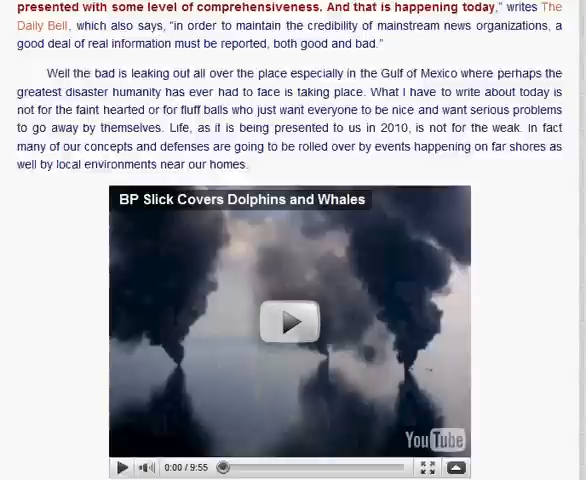 presented with some level of comprehensiveness. And that is happening today," writes The
Daily Bell, which also says, "in order to maintain the credibility of mainstream news organizations, a
good deal of real information must be reported, both good and bad."
Well the bad is leaking out all over the place especially in the Gulf of Mexico where perhaps the
greatest disaster humanity has ever had to face is taking place. What I have to write about today is
not for the faint hearted or for fluff balls who just want everyone to be nice and want serious problems
to go away by themselves. Life, as it is being presented to us in 2010, is not for the weak. In fact
many of our concepts and defenses are going to be rolled over by events happening on far shores as
well by local environments near our homes.
BP Slick Covers Dolphins and Whales
YouTube
0:00 / 9:55